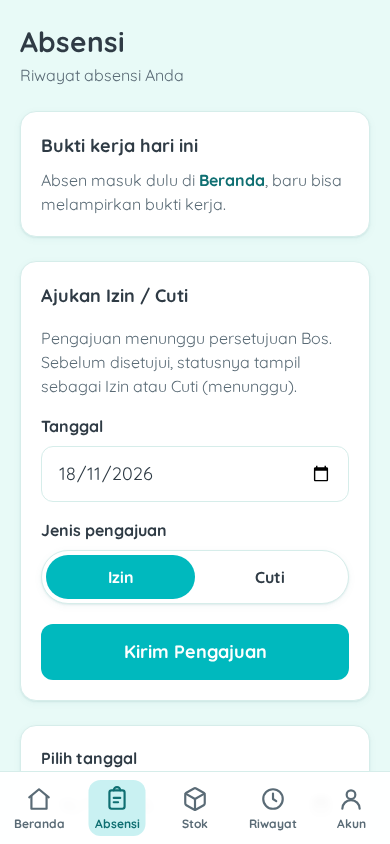 Absensi
Riwayat absensi Anda
Bukti kerja hari ini
Absen masuk dulu di Beranda, baru bisa
melampirkan bukti kerja.
Ajukan Izin / Cuti
Pengajuan menunggu persetujuan Bos.
Sebelum disetujui, statusnya tampil
sebagai Izin atau Cuti (menunggu).
Tanggal
18/11/2026
Jenis pengajuan
Izin Cuti
Kirim Pengajuan
Pilih tanggal
Beranda Absensi Stok Riwayat Akun